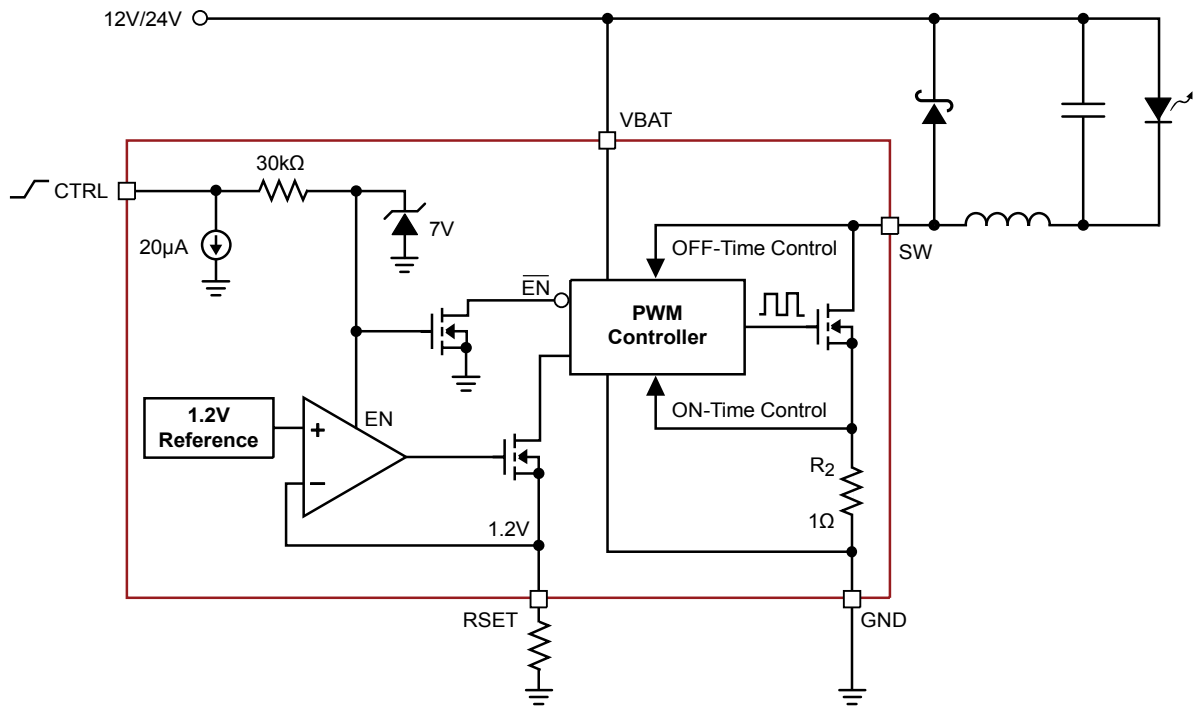 12V/24V
VBAT
30kΩ
CTRL
7V
20μA
OFF-Time Control
SW
EN
PWM
Controller
ON-Time Control
1.2V
Reference
+
EN
−
R2
1Ω
1.2V
RSET
GND